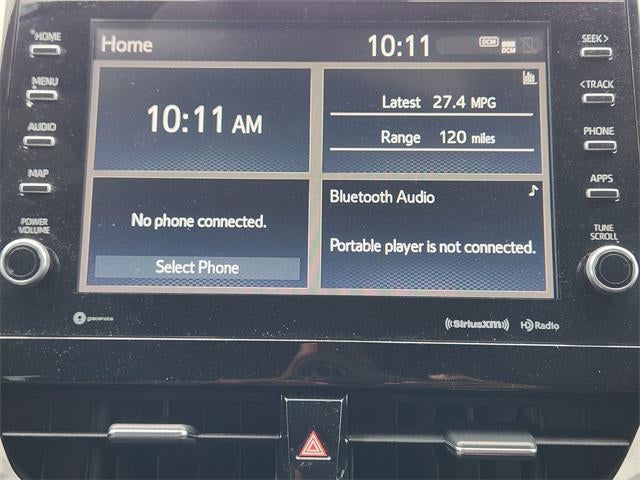 HOME
MENU
AUDIO
MAP
POWER
VOLUME
Home
10:11
DCM
DCM
10:11 AM
Latest 27.4 MPG
Range 120 miles
No phone connected.
Select Phone
Bluetooth Audio
Portable player is not connected.
SEEK >
< TRACK
PHONE
APPS
TUNE
SCROLL
gracenote
((SiriusXM))
HD Radio